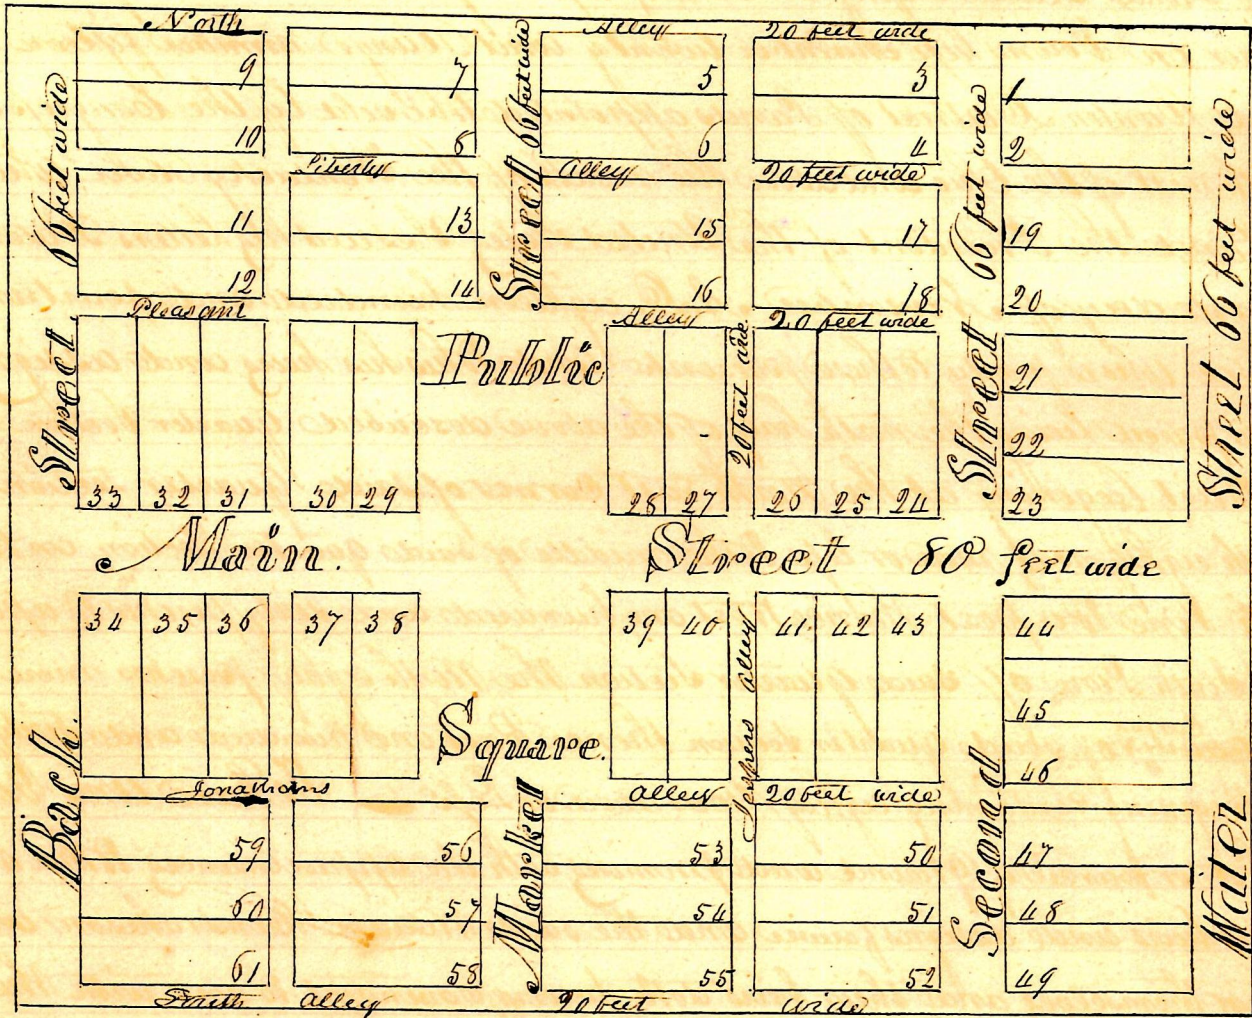 North Alley 20 feet wide
9 7 5 3 1
10 8 6 4 2
Liberty Alley 20 feet wide
11 13 15 17 19
12 14 16 18 20
Pleasant Alley 20 feet wide
Public
20 feet wide
21
22
33 32 31 30 29 28 27 26 25 24 23
Main. Street 80 feet wide
34 35 36 37 38 39 40 41 42 43 44
45
46
Square.
alley
Jonathans alley 20 feet wide
59 56 53 50 47
60 57 54 51 48
61 58 55 52 49
South alley 20 feet wide
Back. Street. 66 feet wide
Market Street 66 feet wide
Second Street 66 feet wide
Water Street 66 feet wide